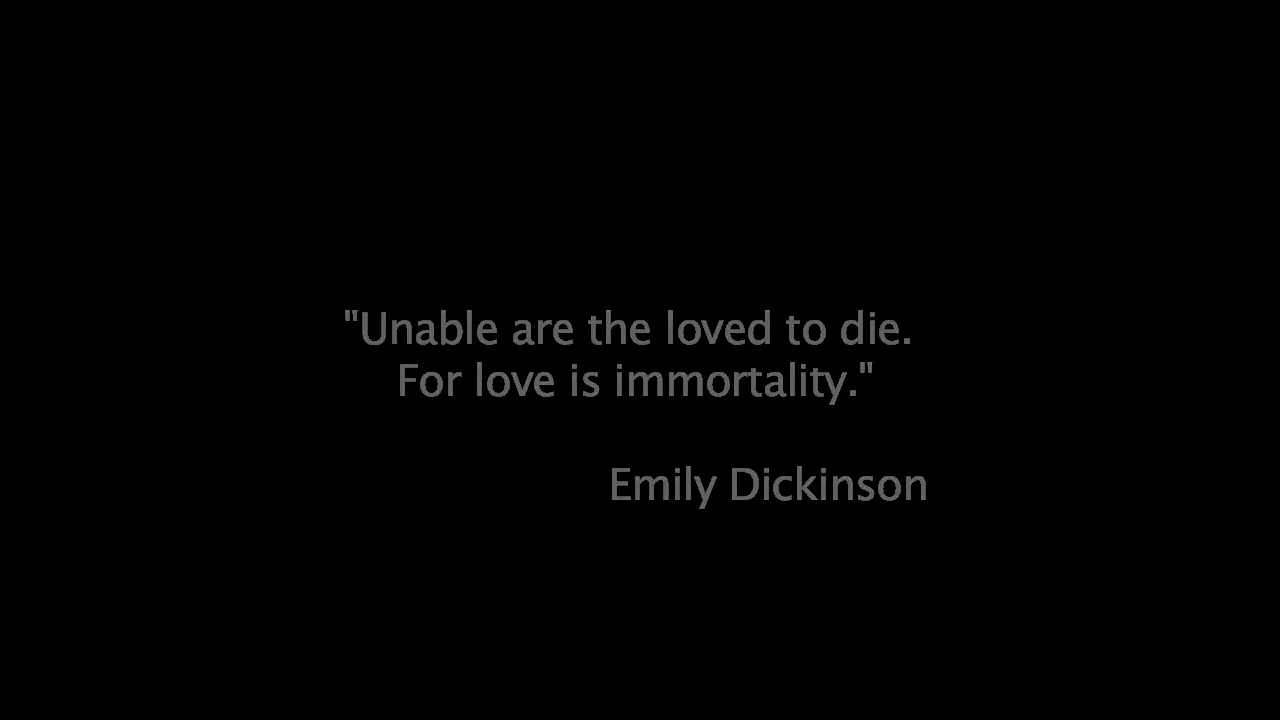 "Unable are the loved to die.
For love is immortality."
Emily Dickinson